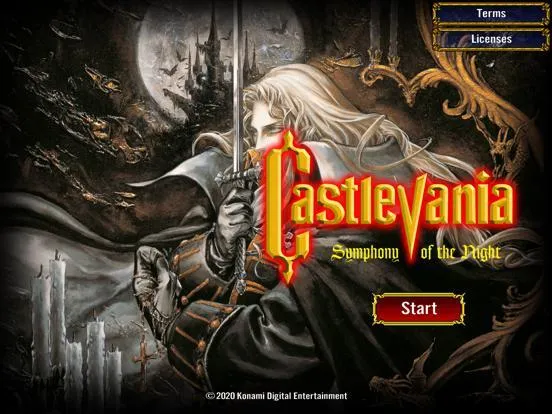 Terms
Licenses
Castlevania
Symphony of the Night
Start
©2020 Konami Digital Entertainment